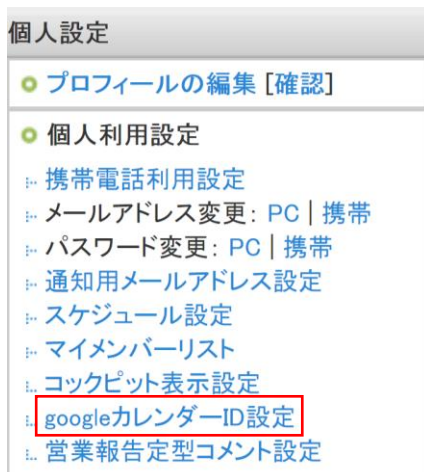 個人設定
プロフィールの編集 [確認]
個人利用設定
携帯電話利用設定
メールアドレス変更: PC | 携帯
パスワード変更: PC | 携帯
通知用メールアドレス設定
スケジュール設定
マイメンバーリスト
コックピット表示設定
googleカレンダーID設定
営業報告定型コメント設定